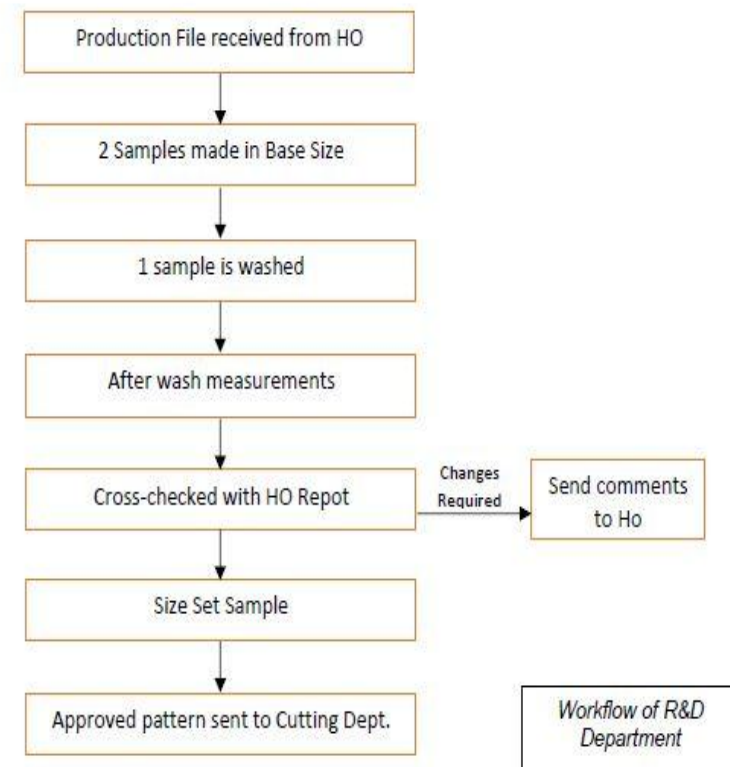 Production File received from HO
2 Samples made in Base Size
1 sample is washed
After wash measurements
Cross-checked with HO Repot
Changes
Required
Send comments
to Ho
Size Set Sample
Approved pattern sent to Cutting Dept.
Workflow of R&D
Department